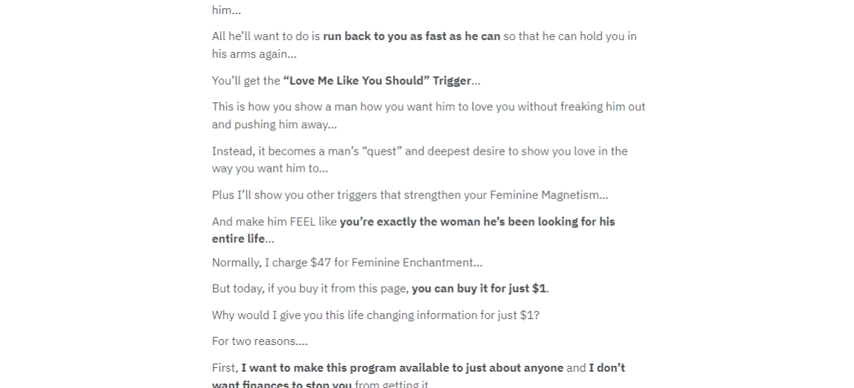 him…
All he’ll want to do is run back to you as fast as he can so that he can hold you in
his arms again…
You’ll get the “Love Me Like You Should” Trigger…
This is how you show a man how you want him to love you without freaking him out
and pushing him away…
Instead, it becomes a man’s “quest” and deepest desire to show you love in the
way you want him to…
Plus I’ll show you other triggers that strengthen your Feminine Magnetism…
And make him FEEL like you’re exactly the woman he’s been looking for his
entire life…
Normally, I charge $47 for Feminine Enchantment…
But today, if you buy it from this page, you can buy it for just $1.
Why would I give you this life changing information for just $1?
For two reasons….
First, I want to make this program available to just about anyone and I don’t
want finances to stop you from getting it